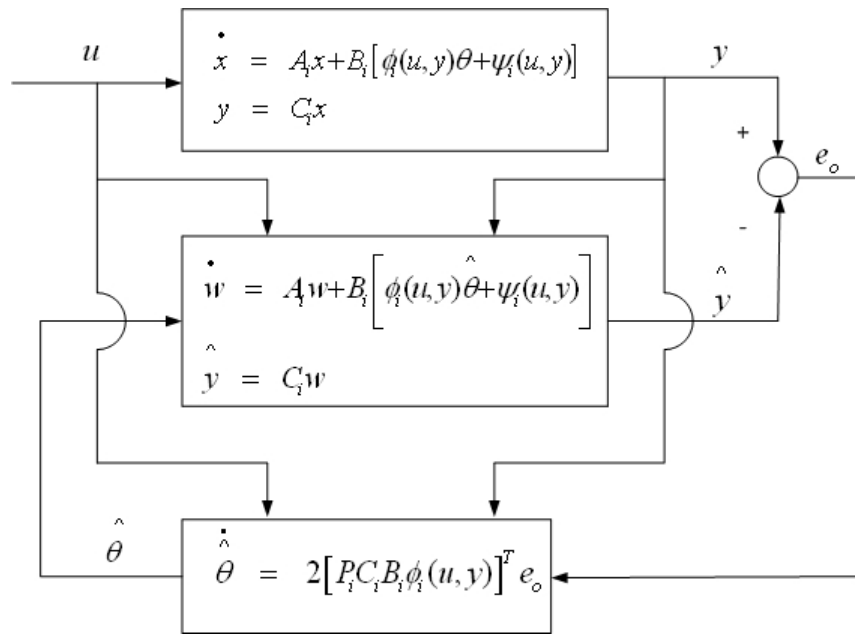 u
ẋ = A_i x + B_i [ϕ_i(u, y)θ + ψ_i(u, y)]
y = C_i x
y
+
e_o
-
ẇ = A_i w + B_i [ϕ_i(u, y)θ̂ + ψ_i(u, y)]
ŷ = C_i w
ŷ
θ̂
θ̂̇ = 2[P_i C_i B_i ϕ_i(u, y)]^T e_o